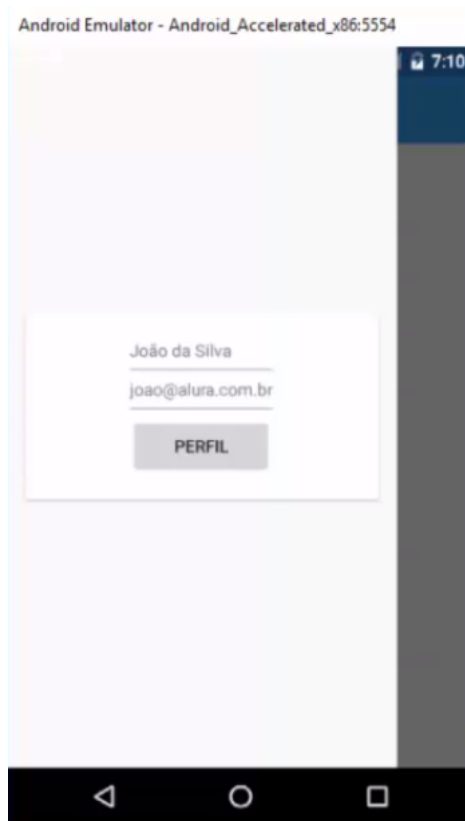 Android Emulator - Android_Accelerated_x86:5554
7:10
João da Silva
joao@alura.com.br
PERFIL